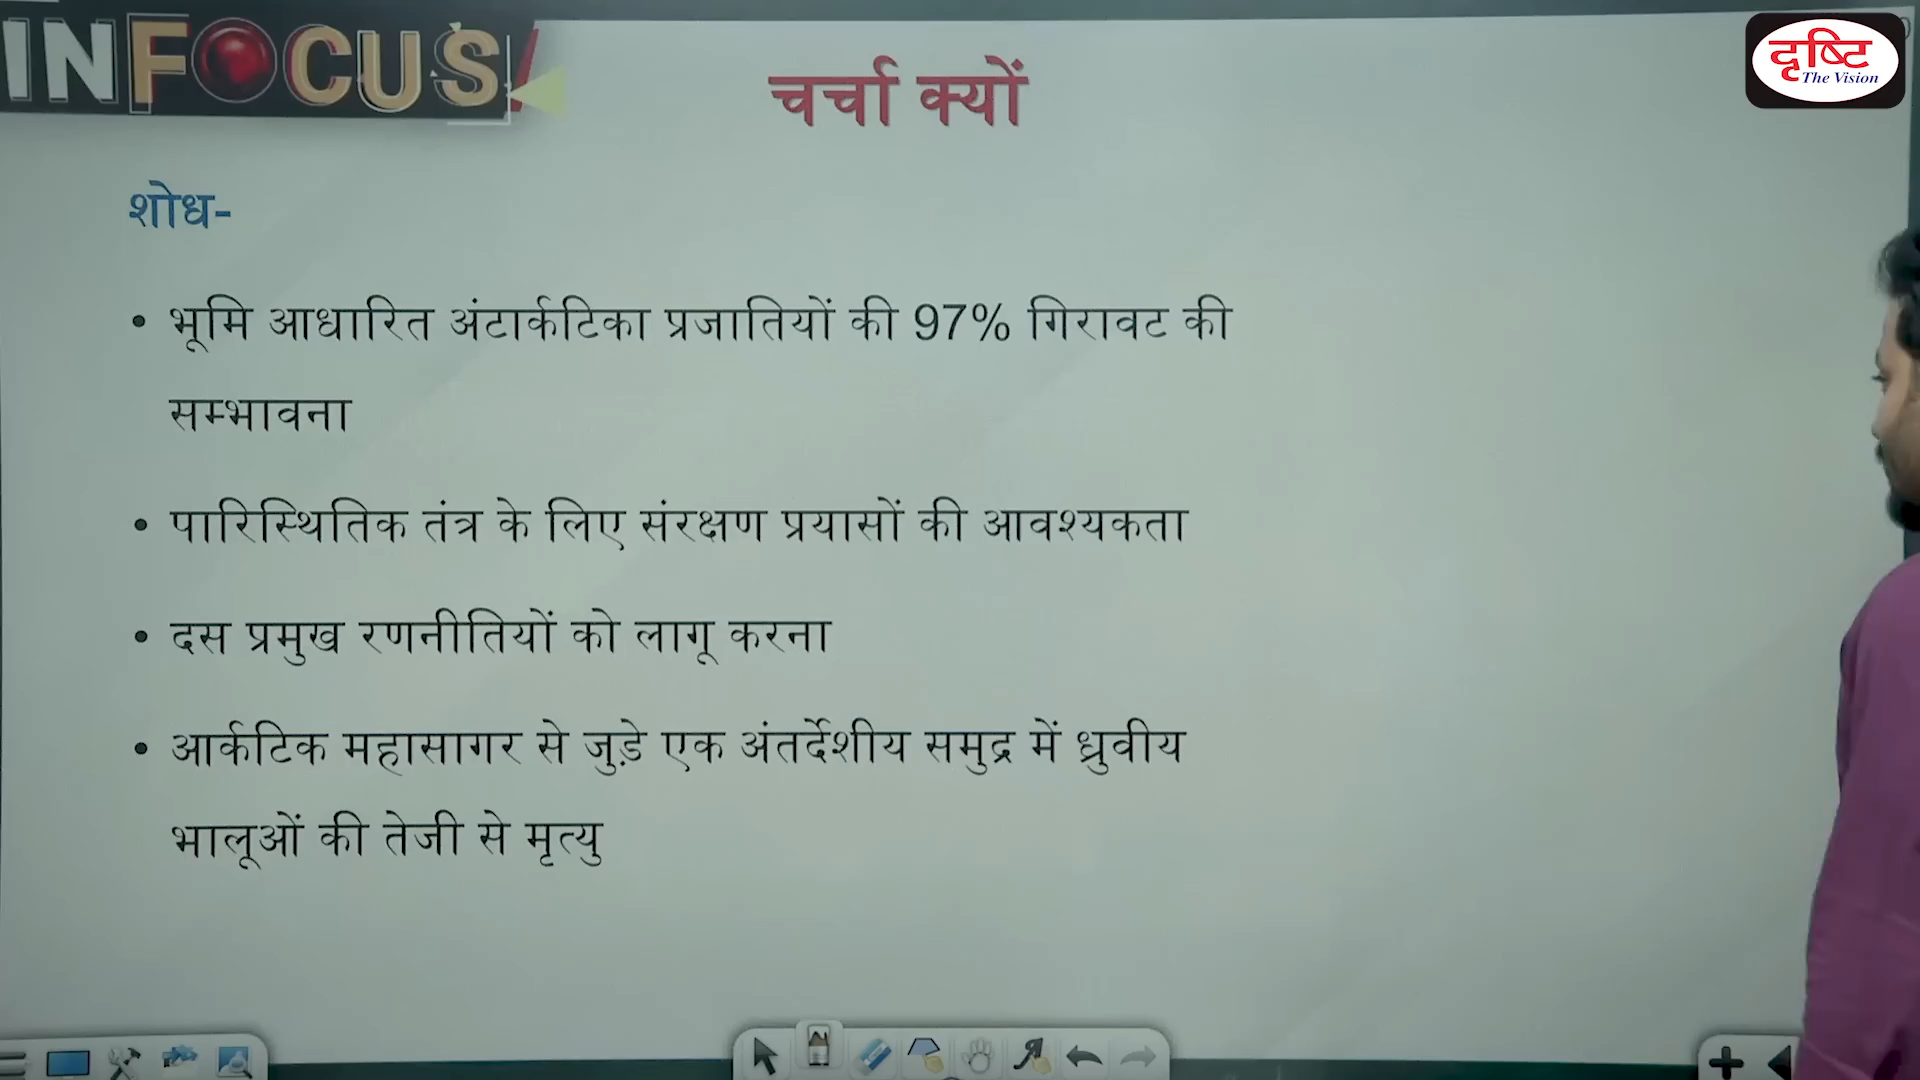 INFOCUS
चर्चा क्यों
दृष्टि
The Vision
शोध-
• भूमि आधारित अंटार्कटिका प्रजातियों की 97% गिरावट की
सम्भावना
• पारिस्थितिक तंत्र के लिए संरक्षण प्रयासों की आवश्यकता
• दस प्रमुख रणनीतियों को लागू करना
• आर्कटिक महासागर से जुड़े एक अंतर्देशीय समुद्र में ध्रुवीय
भालूओं की तेजी से मृत्यु